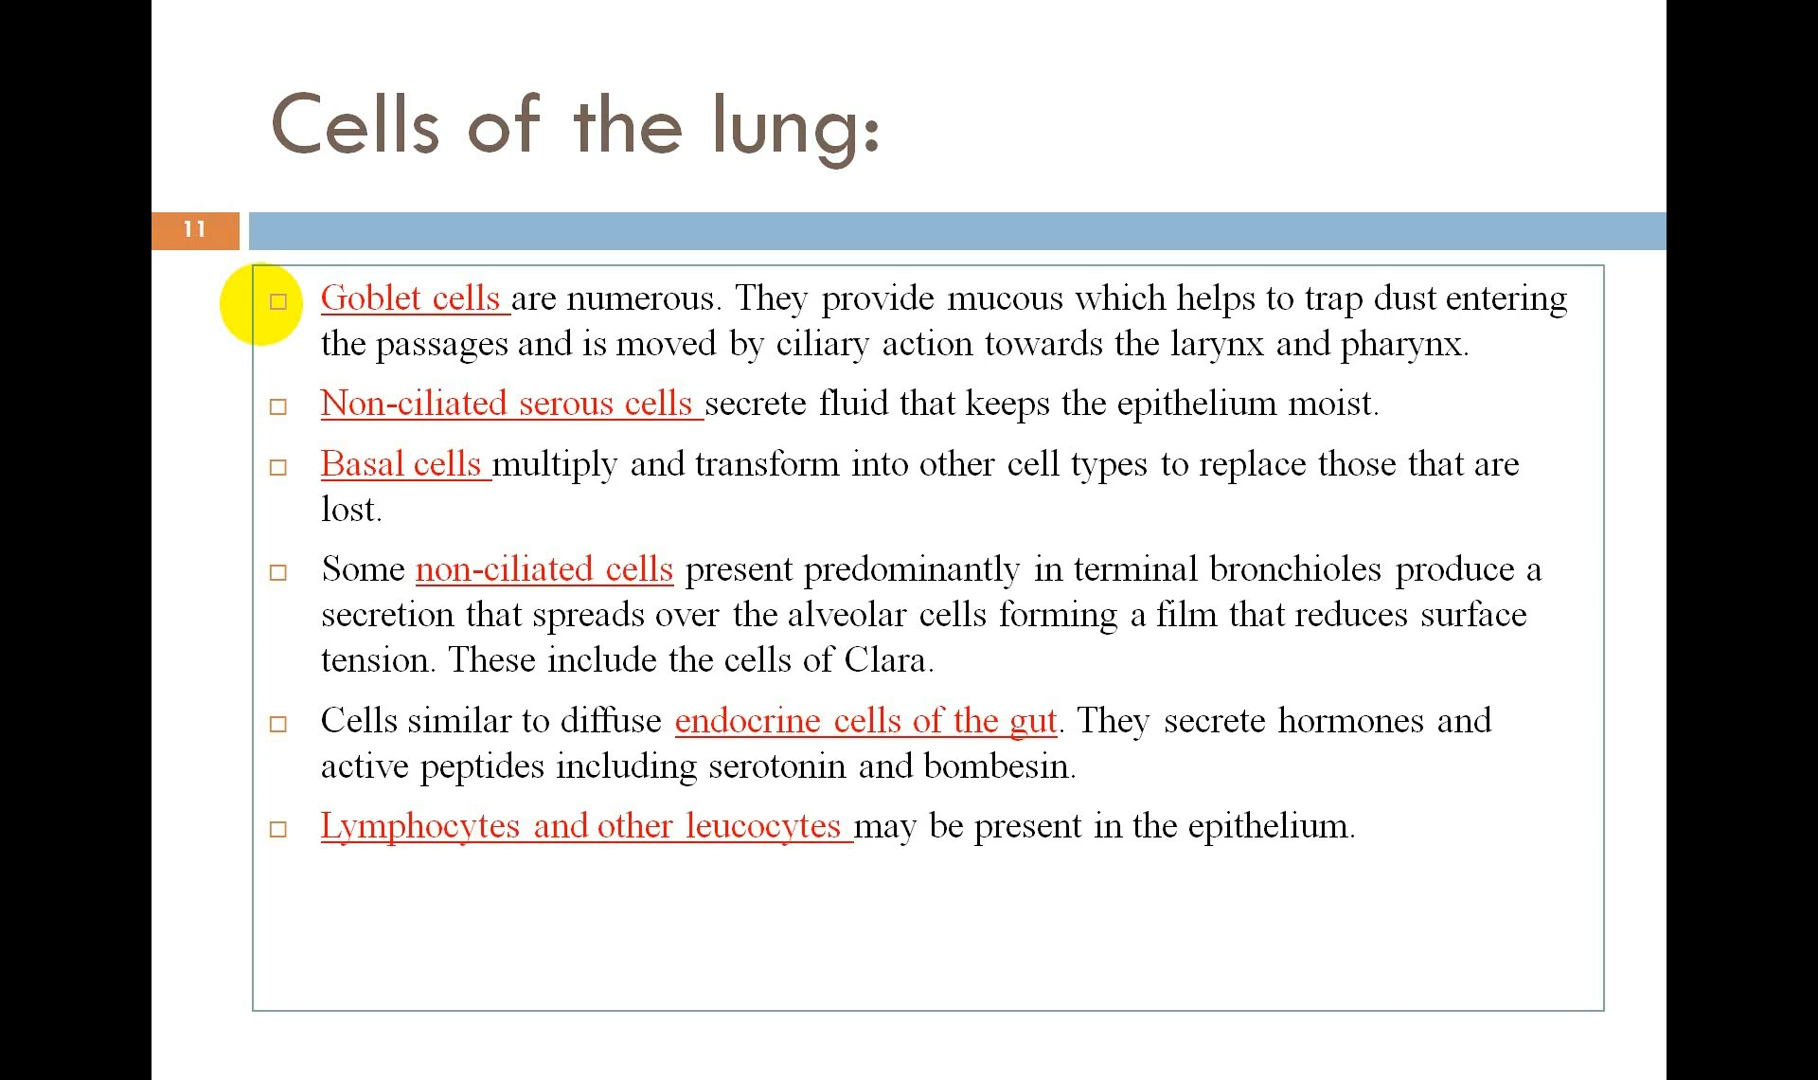 Cells of the lung:
11
Goblet cells are numerous. They provide mucous which helps to trap dust entering
the passages and is moved by ciliary action towards the larynx and pharynx.
Non-ciliated serous cells secrete fluid that keeps the epithelium moist.
Basal cells multiply and transform into other cell types to replace those that are
lost.
Some non-ciliated cells present predominantly in terminal bronchioles produce a
secretion that spreads over the alveolar cells forming a film that reduces surface
tension. These include the cells of Clara.
Cells similar to diffuse endocrine cells of the gut. They secrete hormones and
active peptides including serotonin and bombesin.
Lymphocytes and other leucocytes may be present in the epithelium.